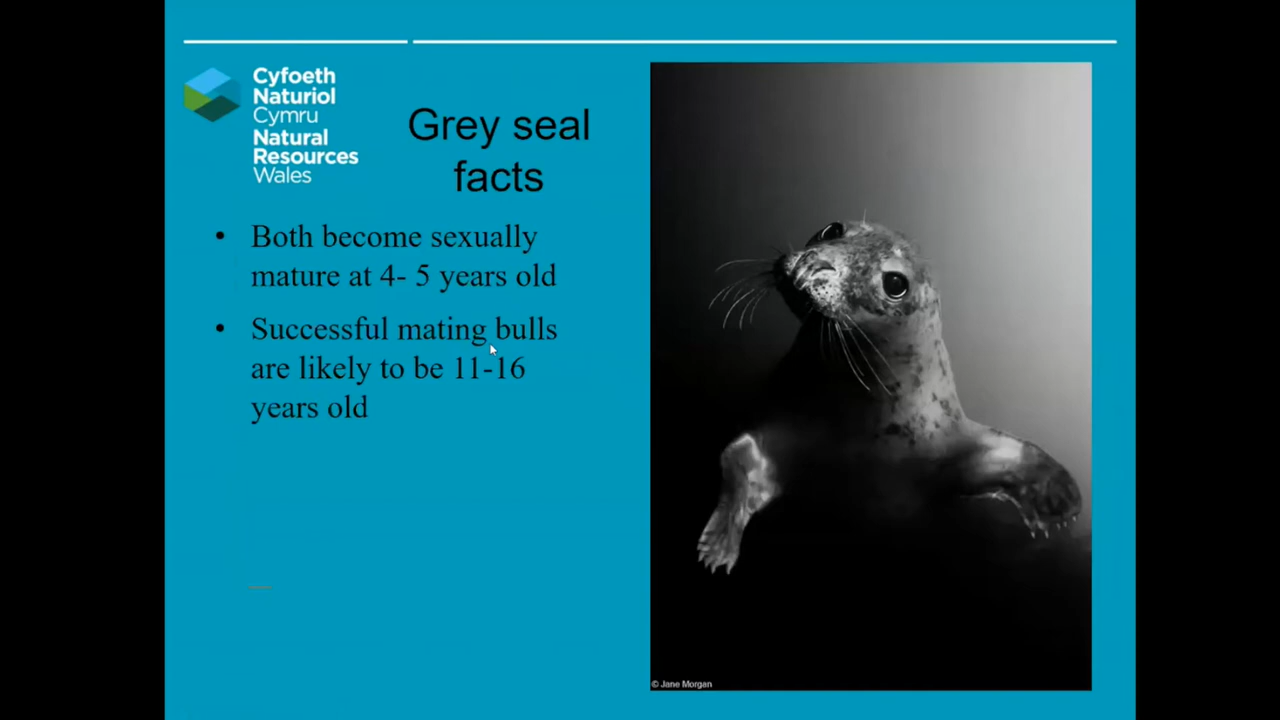 Cyfoeth
Naturiol
Cymru
Natural
Resources
Wales
Grey seal
facts
• Both become sexually
mature at 4- 5 years old
• Successful mating bulls
are likely to be 11-16
years old
© Jane Morgan